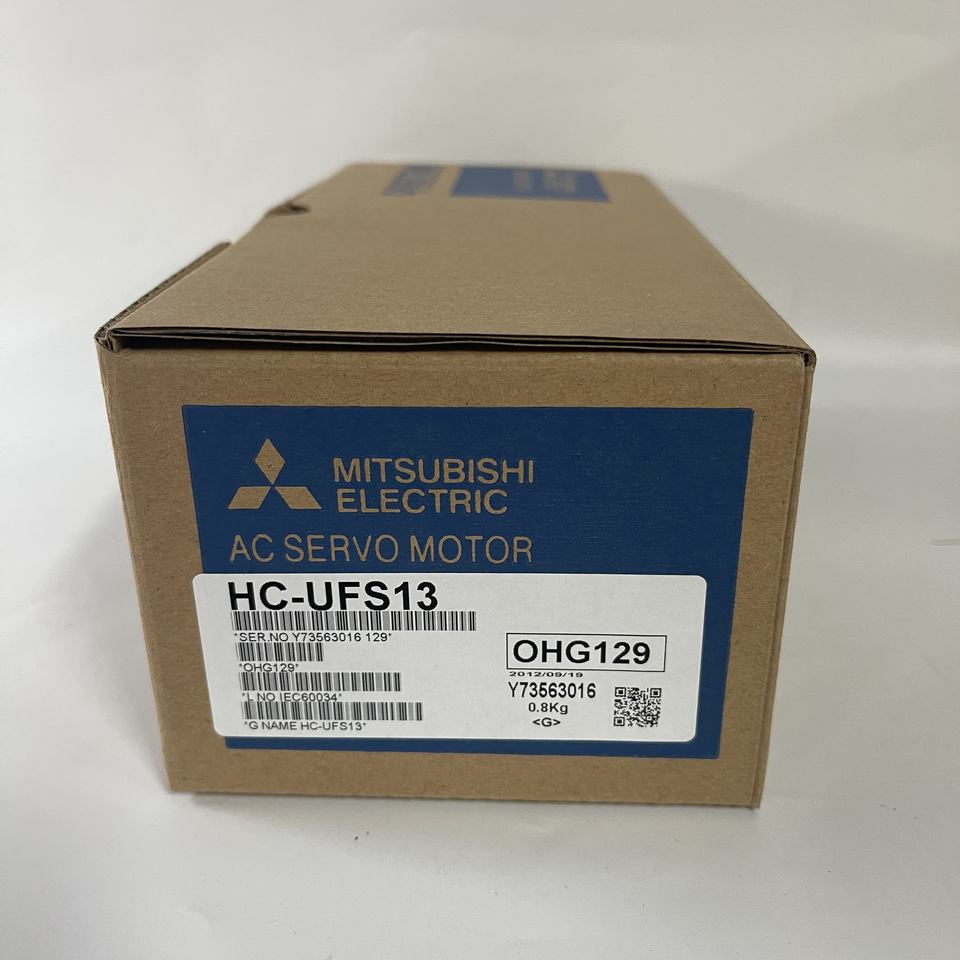 MITSUBISHI
ELECTRIC
AC SERVO MOTOR
HC-UFS13
*SER.NO Y73563016 129*
*OHG129*
*L NO IEC60034*
*G NAME HC-UFS13*
OHG129
2012/09/19
Y73563016
0.8Kg
<G>